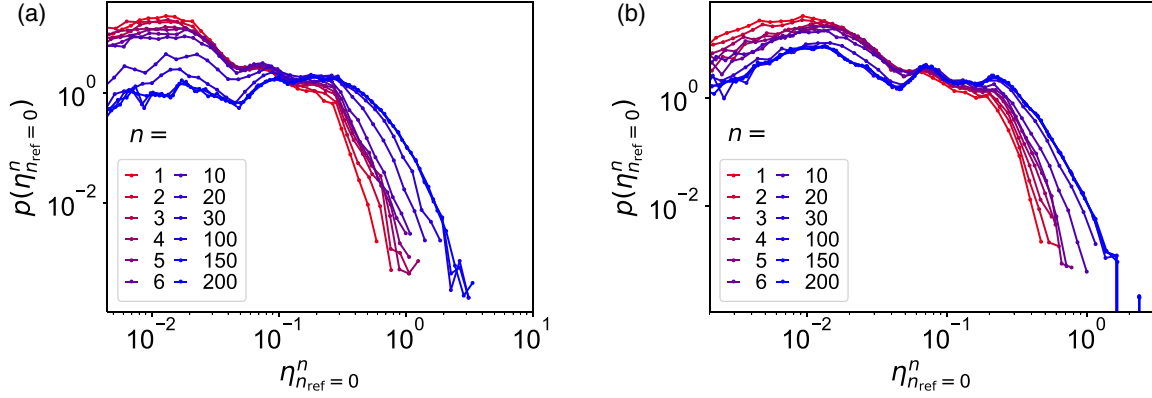 (a)
p(η^n_{n_ref = 0})
10^0
10^{-2}
n =
1 10
2 20
3 30
4 100
5 150
6 200
10^{-2} 10^{-1} 10^0 10^1
η^n_{n_ref = 0}
(b)
p(η^n_{n_ref = 0})
10^0
10^{-2}
n =
1 10
2 20
3 30
4 100
5 150
6 200
10^{-2} 10^{-1} 10^0
η^n_{n_ref = 0}